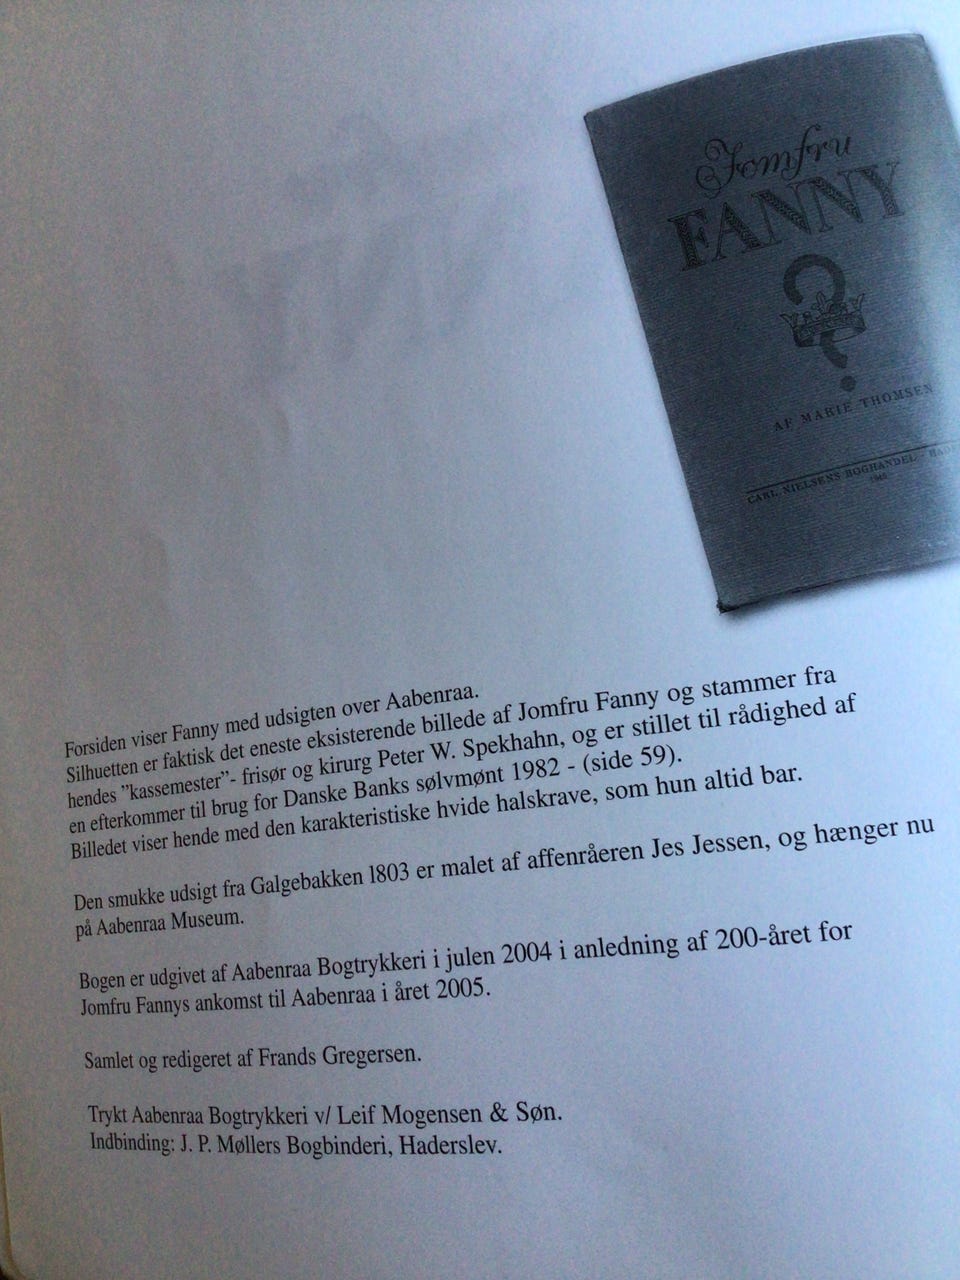 Jomfru
FANNY
?
AF MARIE THOMSEN
CARL NIELSENS BOGHANDEL
Forsiden viser Fanny med udsigten over Aabenraa.
Silhuetten er faktisk det eneste eksisterende billede af Jomfru Fanny og stammer fra
hendes ”kassemester”- frisør og kirurg Peter W. Spekhahn, og er stillet til rådighed af
en efterkommer til brug for Danske Banks sølvmønt 1982 - (side 59).
Billedet viser hende med den karakteristiske hvide halskrave, som hun altid bar.
Den smukke udsigt fra Galgebakken 1803 er malet af affenråeren Jes Jessen, og hænger nu
på Aabenraa Museum.
Bogen er udgivet af Aabenraa Bogtrykkeri i julen 2004 i anledning af 200-året for
Jomfru Fannys ankomst til Aabenraa i året 2005.
Samlet og redigeret af Frands Gregersen.
Trykt Aabenraa Bogtrykkeri v/ Leif Mogensen & Søn.
Indbinding: J. P. Møllers Bogbinderi, Haderslev.